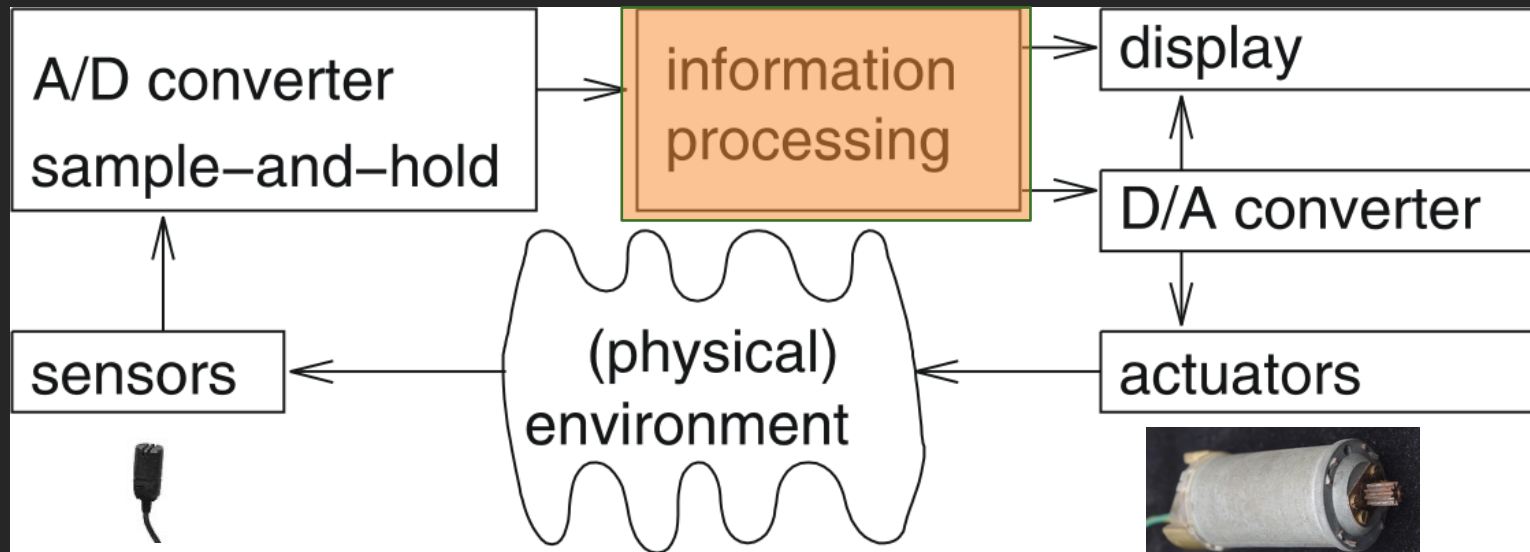 A/D converter
sample–and–hold
information
processing
display
D/A converter
sensors
(physical)
environment
actuators